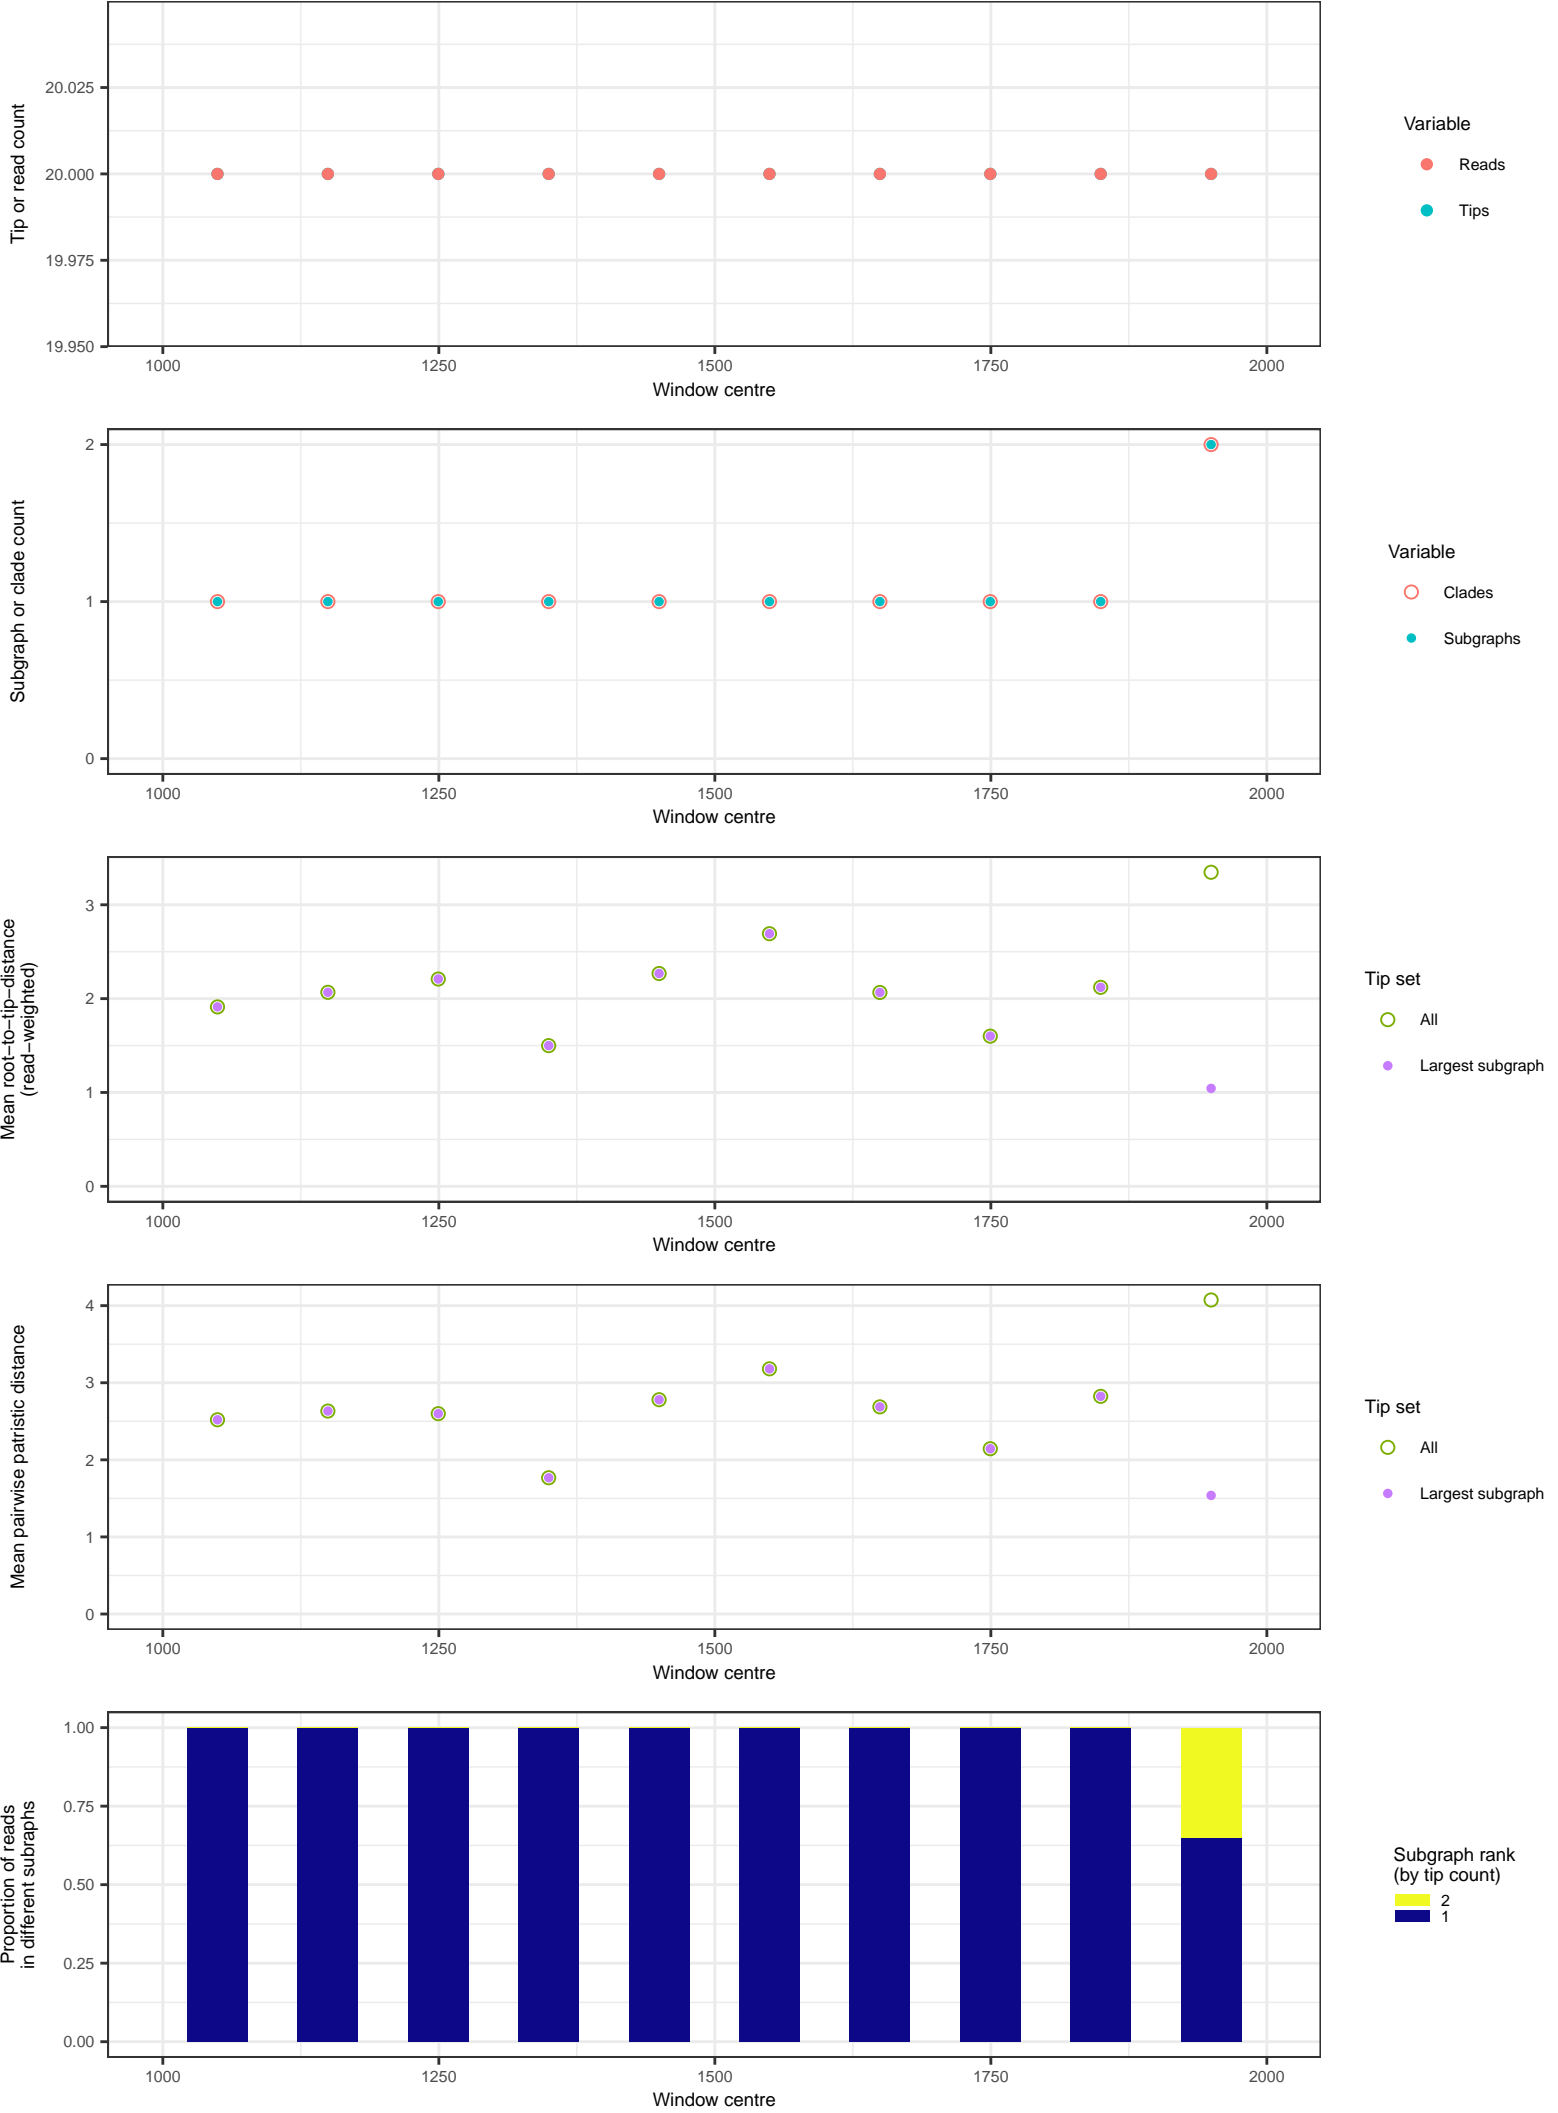 20.025
20.000
19.975
19.950
Tip or read count
1000 1250 1500 1750 2000
Window centre
Variable
Reads
Tips
2
1
0
Subgraph or clade count
1000 1250 1500 1750 2000
Window centre
Variable
Clades
Subgraphs
3
2
1
0
Mean root−to−tip−distance
(read−weighted)
1000 1250 1500 1750 2000
Window centre
Tip set
All
Largest subgraph
4
3
2
1
0
Mean pairwise patristic distance
1000 1250 1500 1750 2000
Window centre
Tip set
All
Largest subgraph
1.00
0.75
0.50
0.25
0.00
Proportion of reads
in different subraphs
1000 1250 1500 1750 2000
Window centre
Subgraph rank
(by tip count)
2
1